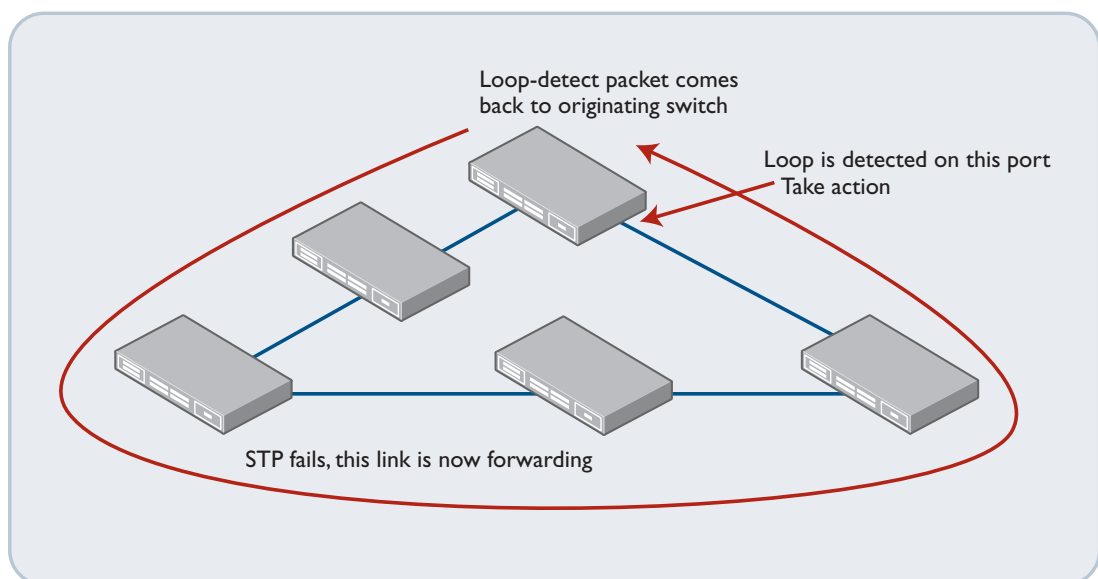 Loop-detect packet comes
back to originating switch
Loop is detected on this port
Take action
STP fails, this link is now forwarding